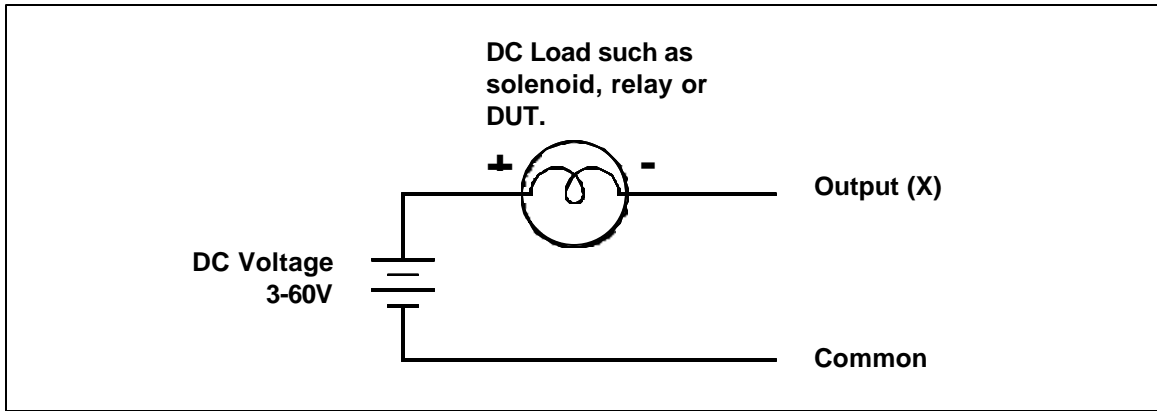 DC Load such as
solenoid, relay or
DUT.
+ -
Output (X)
DC Voltage
3-60V
Common